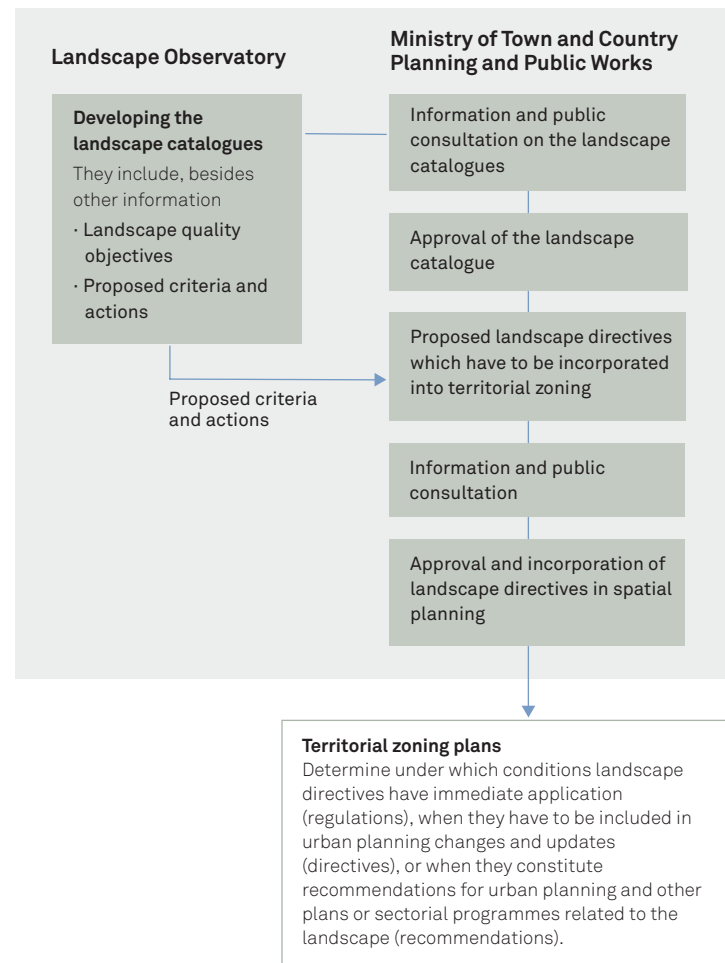 Landscape Observatory
Developing the
landscape catalogues
They include, besides
other information
· Landscape quality
objectives
· Proposed criteria and
actions
Proposed criteria
and actions
Ministry of Town and Country
Planning and Public Works
Information and public
consultation on the landscape
catalogues
Approval of the landscape
catalogue
Proposed landscape directives
which have to be incorporated
into territorial zoning
Information and public
consultation
Approval and incorporation of
landscape directives in spatial
planning
Territorial zoning plans
Determine under which conditions landscape
directives have immediate application
(regulations), when they have to be included in
urban planning changes and updates
(directives), or when they constitute
recommendations for urban planning and other
plans or sectorial programmes related to the
landscape (recommendations).